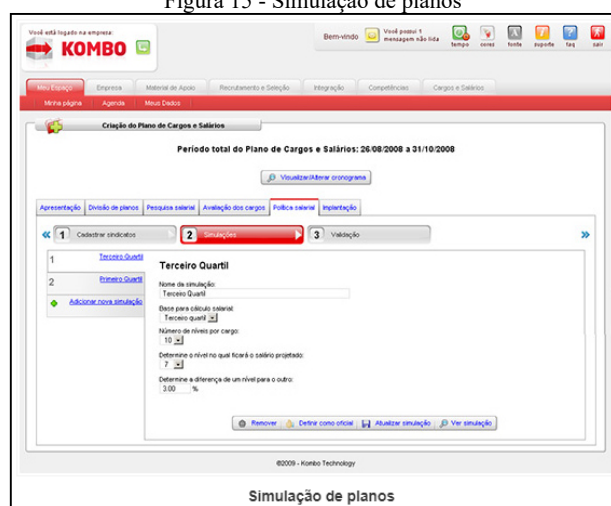 Figura 15 - Simulação de planos
Você está logado na empresa:
KOMBO
Bem-vindo
Você possui 1
mensagem não lida
tempo cores fonte suporte faq sair
Meu Espaço Empresa Material de Apoio Recrutamento e Seleção Integração Competências Cargos e Salários
Minha página Agenda Meus Dados
Criação do Plano de Cargos e Salários
Período total do Plano de Cargos e Salários: 26/08/2008 a 31/10/2008
Visualizar/Alterar cronograma
Apresentação Divisão de planos Pesquisa salarial Avaliação dos cargos Política salarial Implantação
1 Cadastrar sindicatos 2 Simulações 3 Validação
1 Terceiro Quartil
2 Primeiro Quartil
Adicionar nova simulação
Terceiro Quartil
Nome da simulação:
Terceiro Quartil
Base para cálculo salarial:
Terceiro quartil
Número de níveis por cargo:
10
Determine o nível no qual ficará o salário projetado:
7
Determine a diferença de um nível para o outro:
3.00 %
Remover Definir como oficial Atualizar simulação Ver simulação
©2009 - Kombo Technology
Simulação de planos